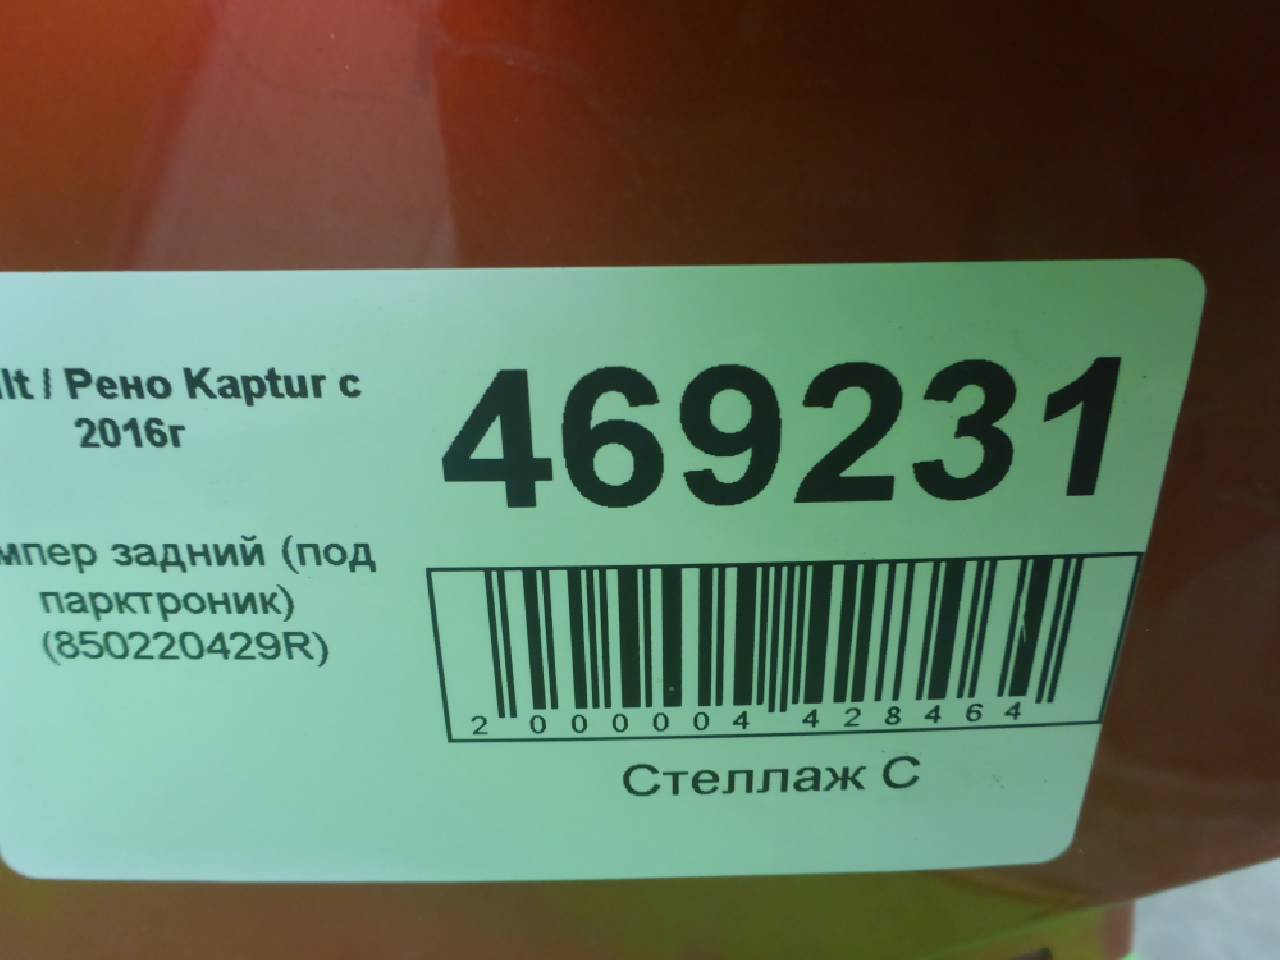 lt / Рено Kaptur с
2016г
469231
мпер задний (под
парктроник)
(850220429R)
2 000004 428464
Стеллаж С